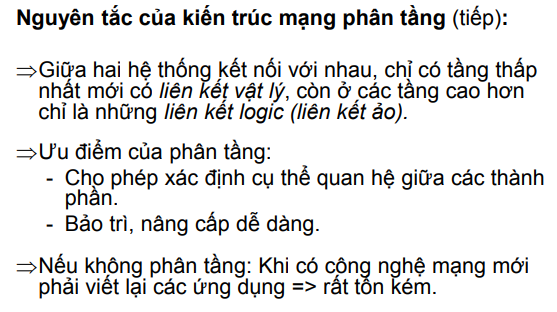 Nguyên tắc của kiến trúc mạng phân tầng (tiếp):
⇒Giữa hai hệ thống kết nối với nhau, chỉ có tầng thấp
nhất mới có liên kết vật lý, còn ở các tầng cao hơn
chỉ là những liên kết logic (liên kết ảo).
⇒Ưu điểm của phân tầng:
- Cho phép xác định cụ thể quan hệ giữa các thành
phần.
- Bảo trì, nâng cấp dễ dàng.
⇒Nếu không phân tầng: Khi có công nghệ mạng mới
phải viết lại các ứng dụng => rất tốn kém.